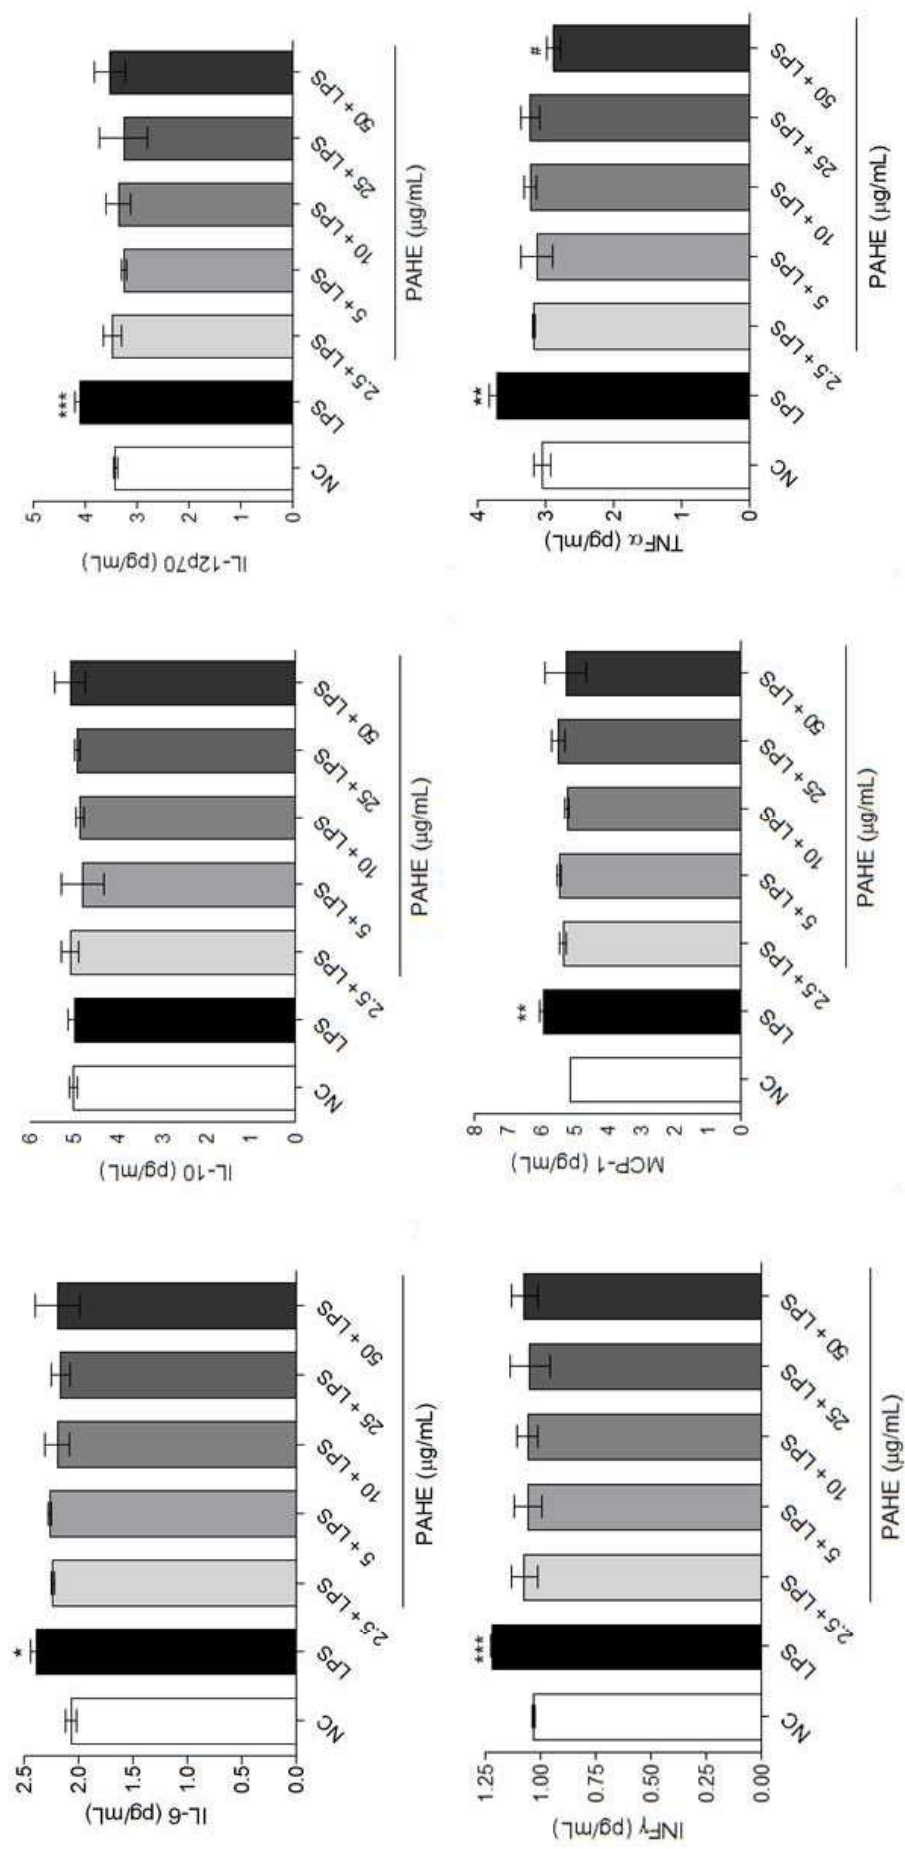 IL-6 (pg/mL)
2.5
2.0
1.5
1.0
0.5
0.0
*
NC
LPS
2.5+ LPS
5+ LPS
10 + LPS
25 + LPS
50 + LPS
PAHE (µg/mL)
IL-10 (pg/mL)
6
5
4
3
2
1
0
NC
LPS
2.5+ LPS
5+ LPS
10 + LPS
25 + LPS
50 + LPS
PAHE (µg/mL)
IL-12p70 (pg/mL)
5
4
3
2
1
0
***
NC
LPS
2.5+ LPS
5+ LPS
10 + LPS
25 + LPS
50 + LPS
PAHE (µg/mL)
INFγ (pg/mL)
1.25
1.00
0.75
0.50
0.25
0.00
***
NC
LPS
2.5+ LPS
5+ LPS
10 + LPS
25 + LPS
50 + LPS
PAHE (µg/mL)
MCP-1 (pg/mL)
8
7
6
5
4
3
2
1
0
**
NC
LPS
2.5+ LPS
5+ LPS
10 + LPS
25 + LPS
50 + LPS
PAHE (µg/mL)
TNFα (pg/mL)
4
3
2
1
0
**
#
NC
LPS
2.5+ LPS
5 + LPS
10 + LPS
25 + LPS
50 + LPS
PAHE (µg/mL)